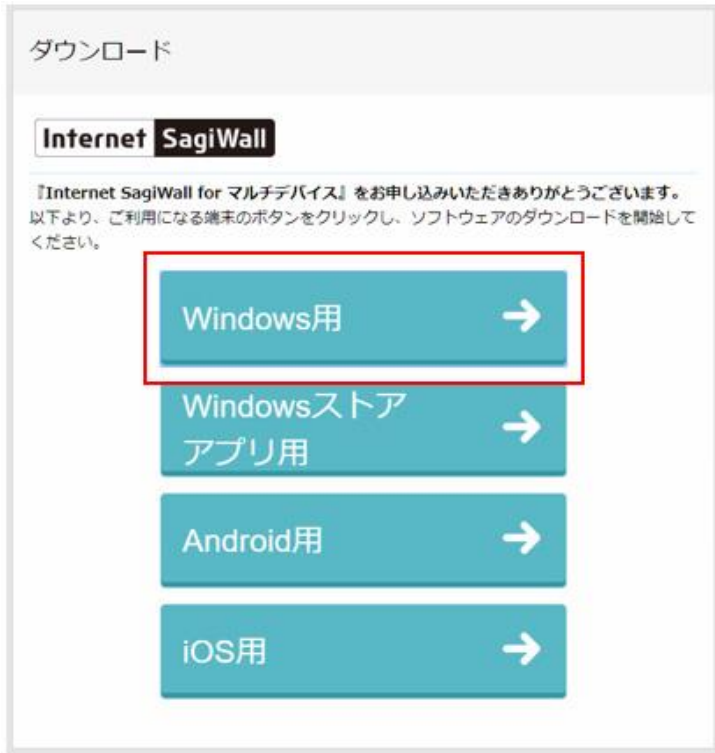 ダウンロード
Internet SagiWall
『Internet SagiWall for マルチデバイス』をお申し込みいただきありがとうございます。
以下より、ご利用になる端末のボタンをクリックし、ソフトウェアのダウンロードを開始して
ください。
Windows用
Windowsストア
アプリ用
Android用
iOS用